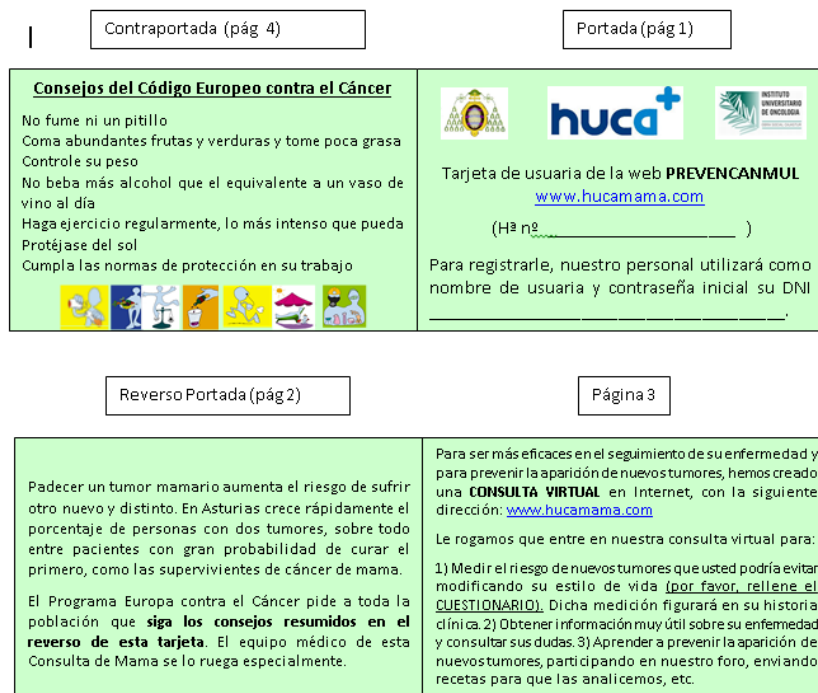 Contraportada (pág 4)
Portada (pág 1)
Consejos del Código Europeo contra el Cáncer
No fume ni un pitillo
Coma abundantes frutas y verduras y tome poca grasa
Controle su peso
No beba más alcohol que el equivalente a un vaso de
vino al día
Haga ejercicio regularmente, lo más intenso que pueda
Protéjase del sol
Cumpla las normas de protección en su trabajo
huca+
INSTITUTO
UNIVERSITARIO
DE ONCOLOGIA
Tarjeta de usuaria de la web PREVENCANMUL
www.hucamama.com
(Hª nº ___________________________ )
Para registrarle, nuestro personal utilizará como
nombre de usuaria y contraseña inicial su DNI
________________________________________.
Reverso Portada (pág 2)
Página 3
Padecer un tumor mamario aumenta el riesgo de sufrir
otro nuevo y distinto. En Asturias crece rápidamente el
porcentaje de personas con dos tumores, sobre todo
entre pacientes con gran probabilidad de curar el
primero, como las supervivientes de cáncer de mama.
El Programa Europa contra el Cáncer pide a toda la
población que siga los consejos resumidos en el
reverso de esta tarjeta. El equipo médico de esta
Consulta de Mama se lo ruega especialmente.
Para ser más eficaces en el seguimiento de su enfermedad y
para prevenir la aparición de nuevos tumores, hemos creado
una CONSULTA VIRTUAL en Internet, con la siguiente
dirección: www.hucamama.com
Le rogamos que entre en nuestra consulta virtual para:
1) Medir el riesgo de nuevos tumores que usted podría evitar
modificando su estilo de vida (por favor, rellene el
CUESTIONARIO). Dicha medición figurará en su historia
clínica. 2) Obtener información muy útil sobre su enfermedad
y consultar sus dudas. 3) Aprender a prevenir la aparición de
nuevos tumores, participando en nuestro foro, enviando
recetas para que las analicemos, etc.